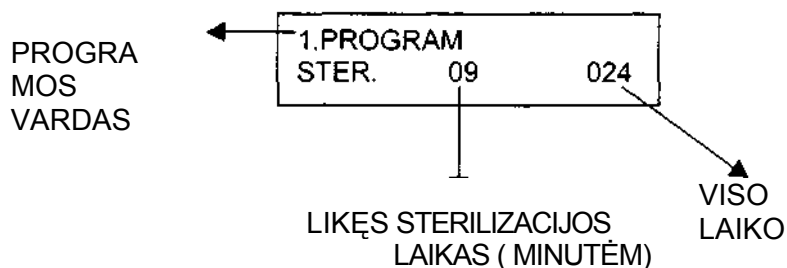 PROGRA
MOS
VARDAS
1.PROGRAM
STER. 09 024
LIKĘS STERILIZACIJOS
LAIKAS ( MINUTĖM)
VISO
LAIKO